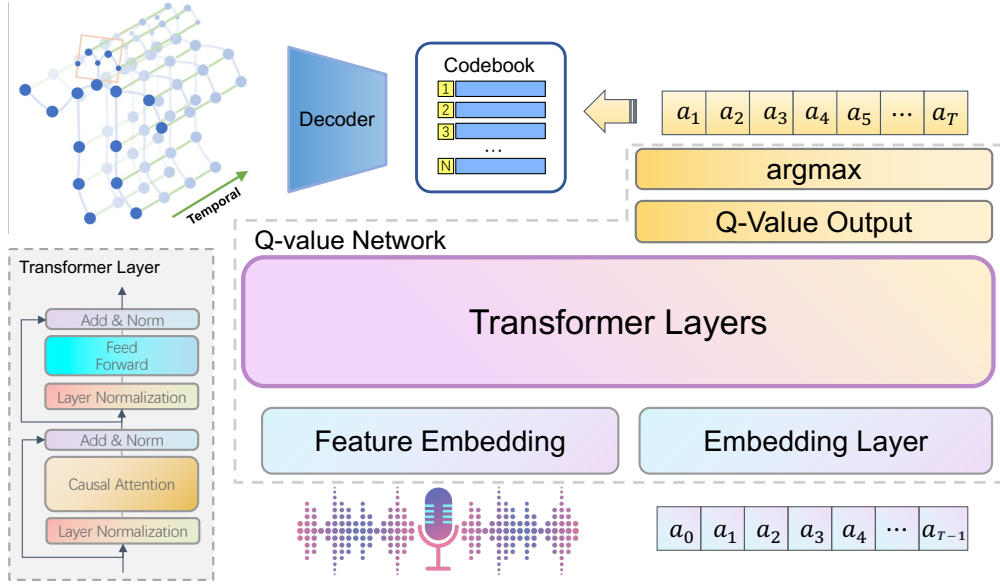 Temporal
Decoder
Codebook
1
2
3
...
N
a₁ a₂ a₃ a₄ a₅ ⋯ a_T
argmax
Q-Value Output
Q-value Network
Transformer Layers
Feature Embedding
Embedding Layer
a₀ a₁ a₂ a₃ a₄ ⋯ a_{T−1}
Transformer Layer
Add & Norm
Feed
Forward
Layer Normalization
Add & Norm
Causal Attention
Layer Normalization